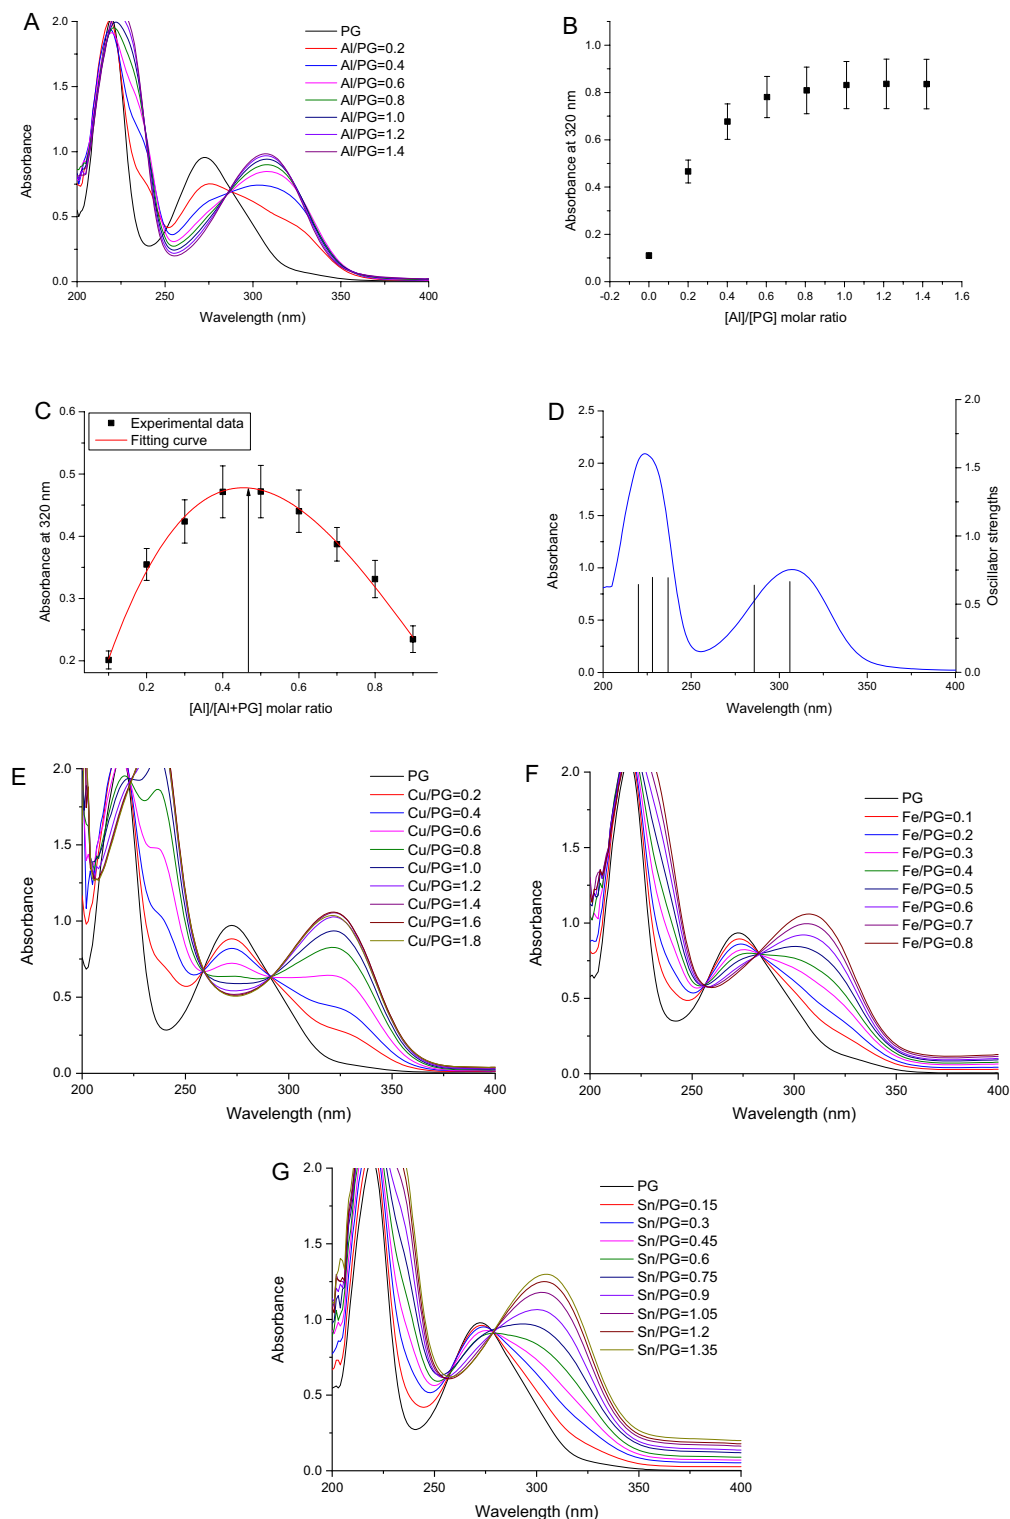 A
2.0
1.5
1.0
0.5
0.0
200
250
300
350
400
Absorbance
Wavelength (nm)
PG
Al/PG=0.2
Al/PG=0.4
Al/PG=0.6
Al/PG=0.8
Al/PG=1.0
Al/PG=1.2
Al/PG=1.4
B
1.0
0.8
0.6
0.4
0.2
0.0
-0.2
0.0
0.2
0.4
0.6
0.8
1.0
1.2
1.4
1.6
Absorbance at 320 nm
[Al]/[PG] molar ratio
C
0.6
0.5
0.4
0.3
0.2
0.2
0.4
0.6
0.8
Absorbance at 320 nm
[Al]/[Al+PG] molar ratio
Experimental data
Fitting curve
D
2.5
2.0
1.5
1.0
0.5
0.0
200
250
300
350
400
2.0
1.5
1.0
0.5
0.0
Absorbance
Oscillator strengths
Wavelength (nm)
E
2.0
1.5
1.0
0.5
0.0
200
250
300
350
400
Absorbance
Wavelength (nm)
PG
Cu/PG=0.2
Cu/PG=0.4
Cu/PG=0.6
Cu/PG=0.8
Cu/PG=1.0
Cu/PG=1.2
Cu/PG=1.4
Cu/PG=1.6
Cu/PG=1.8
F
2.0
1.5
1.0
0.5
0.0
200
250
300
350
400
Absorbance
Wavelength (nm)
PG
Fe/PG=0.1
Fe/PG=0.2
Fe/PG=0.3
Fe/PG=0.4
Fe/PG=0.5
Fe/PG=0.6
Fe/PG=0.7
Fe/PG=0.8
G
2.0
1.5
1.0
0.5
0.0
200
250
300
350
400
Absorbance
Wavelength (nm)
PG
Sn/PG=0.15
Sn/PG=0.3
Sn/PG=0.45
Sn/PG=0.6
Sn/PG=0.75
Sn/PG=0.9
Sn/PG=1.05
Sn/PG=1.2
Sn/PG=1.35